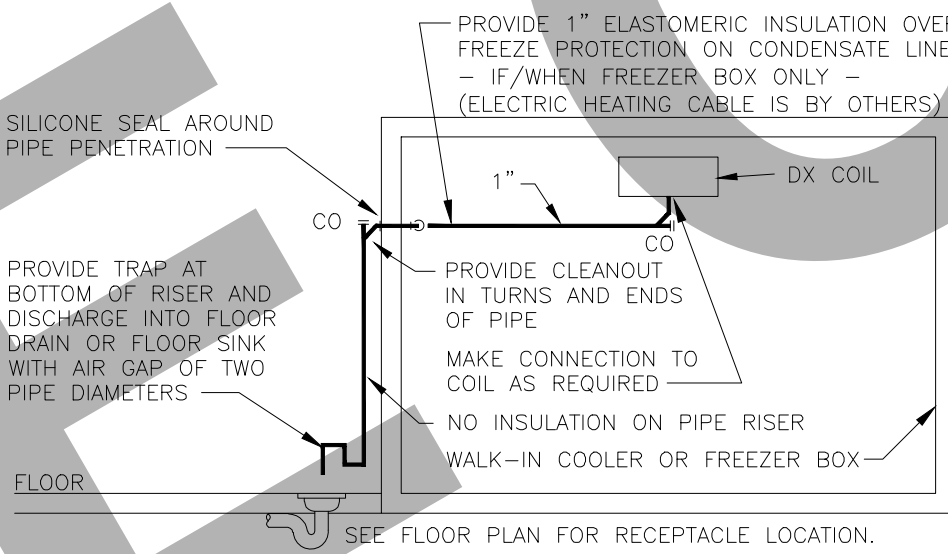 PROVIDE 1" ELASTOMERIC INSULATION OVER
FREEZE PROTECTION ON CONDENSATE LINE
- IF/WHEN FREEZER BOX ONLY -
(ELECTRIC HEATING CABLE IS BY OTHERS)
SILICONE SEAL AROUND
PIPE PENETRATION
1"
DX COIL
CO
CO
PROVIDE TRAP AT
BOTTOM OF RISER AND
DISCHARGE INTO FLOOR
DRAIN OR FLOOR SINK
WITH AIR GAP OF TWO
PIPE DIAMETERS
PROVIDE CLEANOUT
IN TURNS AND ENDS
OF PIPE
MAKE CONNECTION TO
COIL AS REQUIRED
NO INSULATION ON PIPE RISER
WALK-IN COOLER OR FREEZER BOX
FLOOR
SEE FLOOR PLAN FOR RECEPTACLE LOCATION.